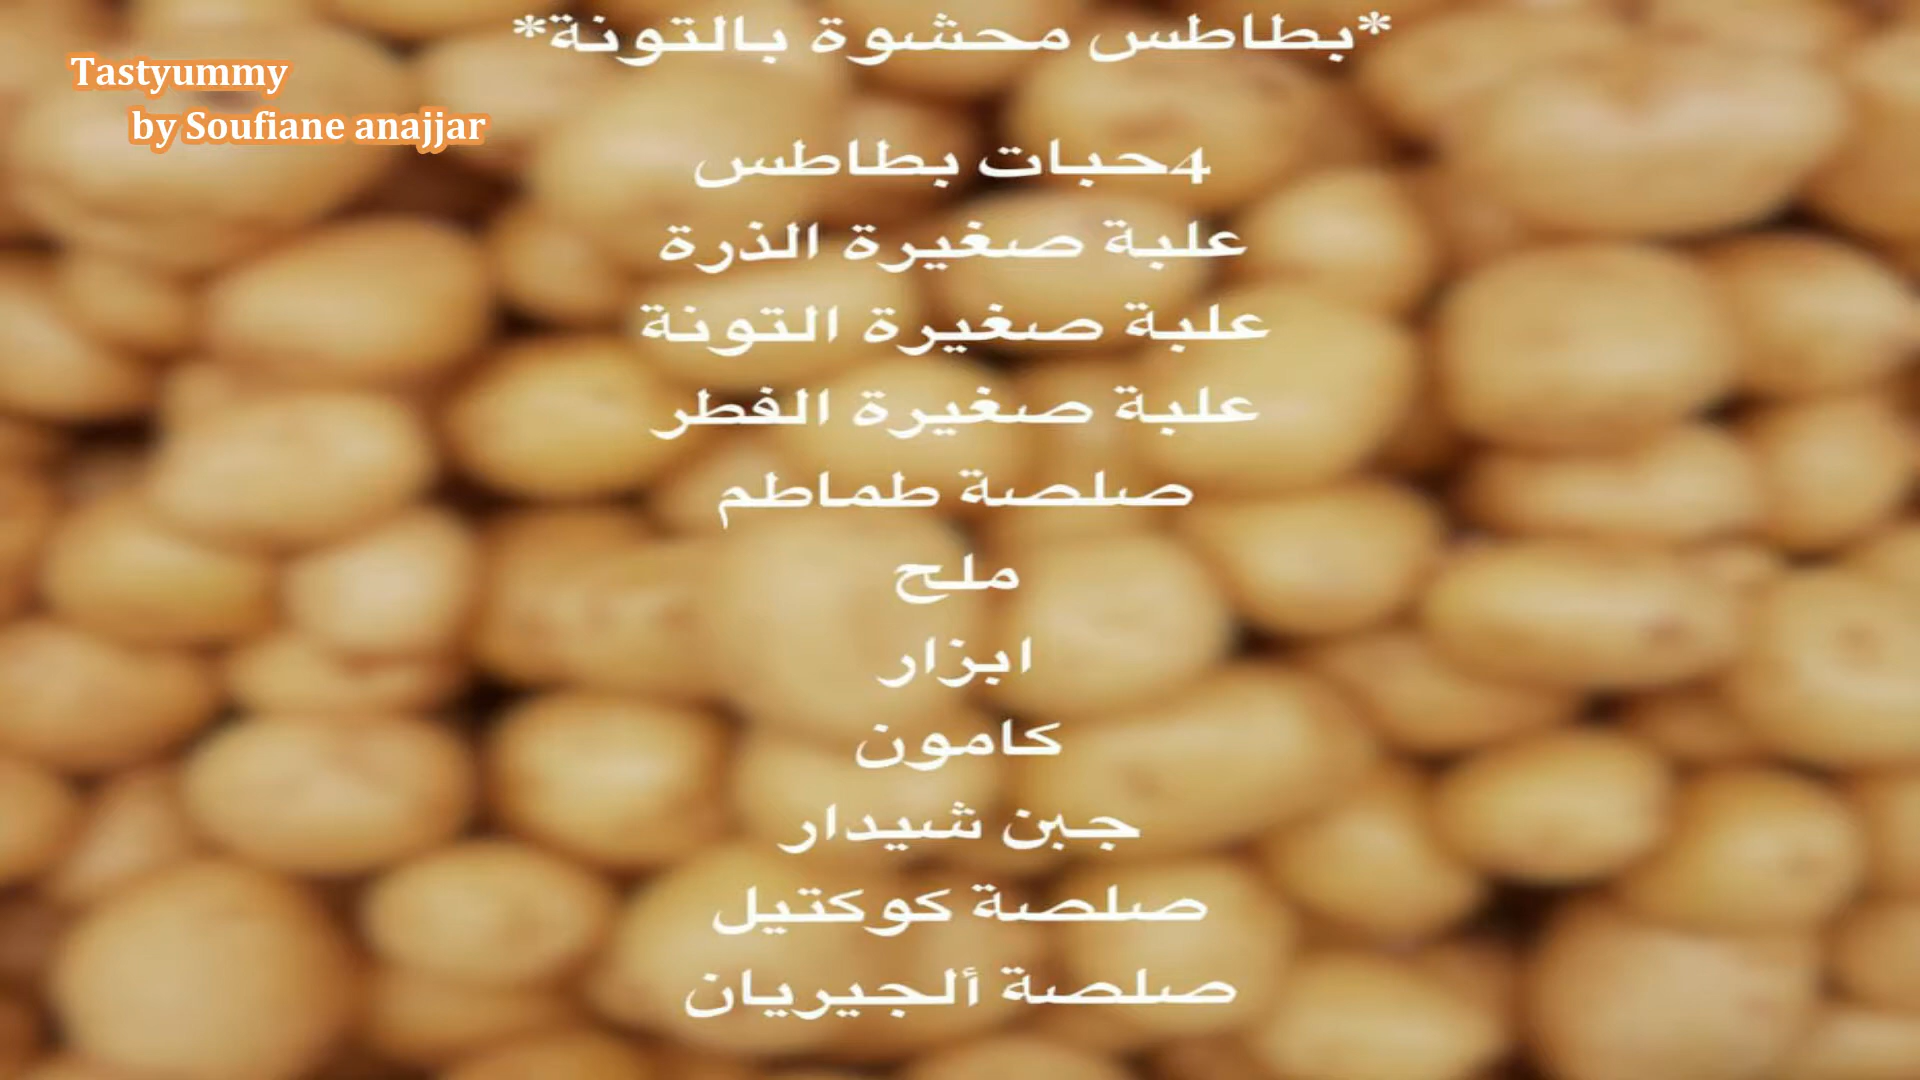 *بطاطس محشوة بالتونة*
Tastyummy
by Soufiane anajjar
4حبات بطاطس
علبة صغيرة الذرة
علبة صغيرة التونة
علبة صغيرة الفطر
صلصة طماطم
ملح
ابزار
كامون
جبن شيدار
صلصة كوكتيل
صلصة ألجيريان